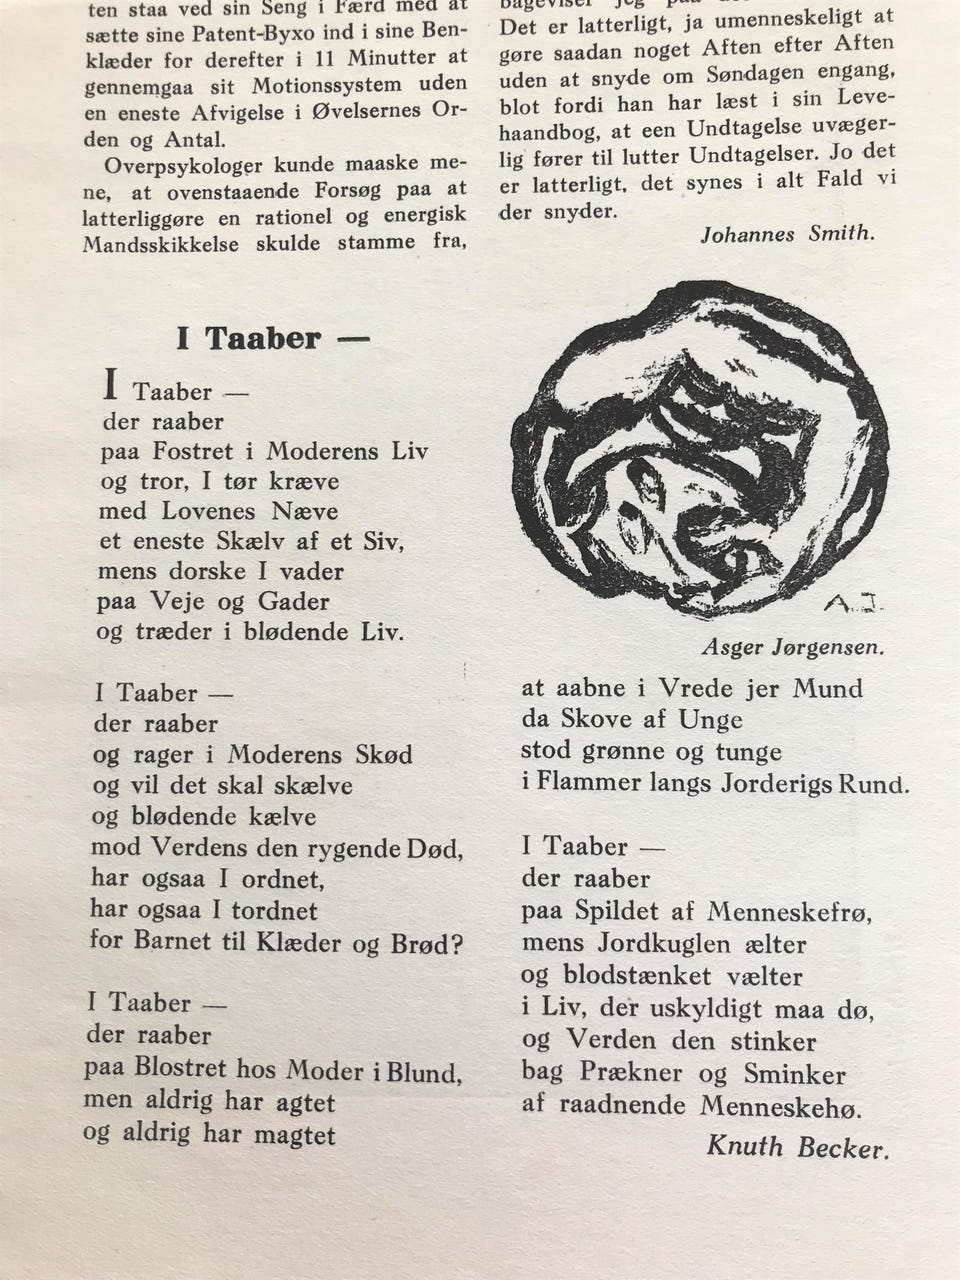 ten staa ved sin Seng i Færd med at
sætte sine Patent-Byxo ind i sine Ben-
klæder for derefter i 11 Minutter at
gennemgaa sit Motionssystem uden
en eneste Afvigelse i Øvelsernes Or-
den og Antal.
Overpsykologer kunde maaske me-
ne, at ovenstaaende Forsøg paa at
latterliggøre en rationel og energisk
Mandsskikkelse skulde stamme fra,
Det er latterligt, ja umenneskeligt at
gøre saadan noget Aften efter Aften
uden at snyde om Søndagen engang,
blot fordi han har læst i sin Leve-
haandbog, at een Undtagelse uvæger-
lig fører til lutter Undtagelser. Jo det
er latterligt, det synes i alt Fald vi
der snyder.
Johannes Smith.
I Taaber —
I Taaber —
der raaber
paa Fostret i Moderens Liv
og tror, I tør kræve
med Lovenes Næve
et eneste Skælv af et Siv,
mens dorske I vader
paa Veje og Gader
og træder i blødende Liv.
I Taaber —
der raaber
og rager i Moderens Skød
og vil det skal skælve
og blødende kælve
mod Verdens den rygende Død,
har ogsaa I ordnet,
har ogsaa I tordnet
for Barnet til Klæder og Brød?
I Taaber —
der raaber
paa Blostret hos Moder i Blund,
men aldrig har agtet
og aldrig har magtet
A.J.
Asger Jørgensen.
at aabne i Vrede jer Mund
da Skove af Unge
stod grønne og tunge
i Flammer langs Jorderigs Rund.
I Taaber —
der raaber
paa Spildet af Menneskefrø,
mens Jordkuglen ælter
og blodstænket vælter
i Liv, der uskyldigt maa dø,
og Verden den stinker
bag Prækner og Sminker
af raadnende Menneskehø.
Knuth Becker.